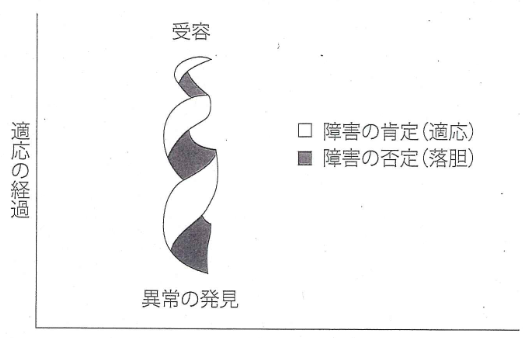 受容
適応の経過
□ 障害の肯定(適応)
■ 障害の否定(落胆)
異常の発見